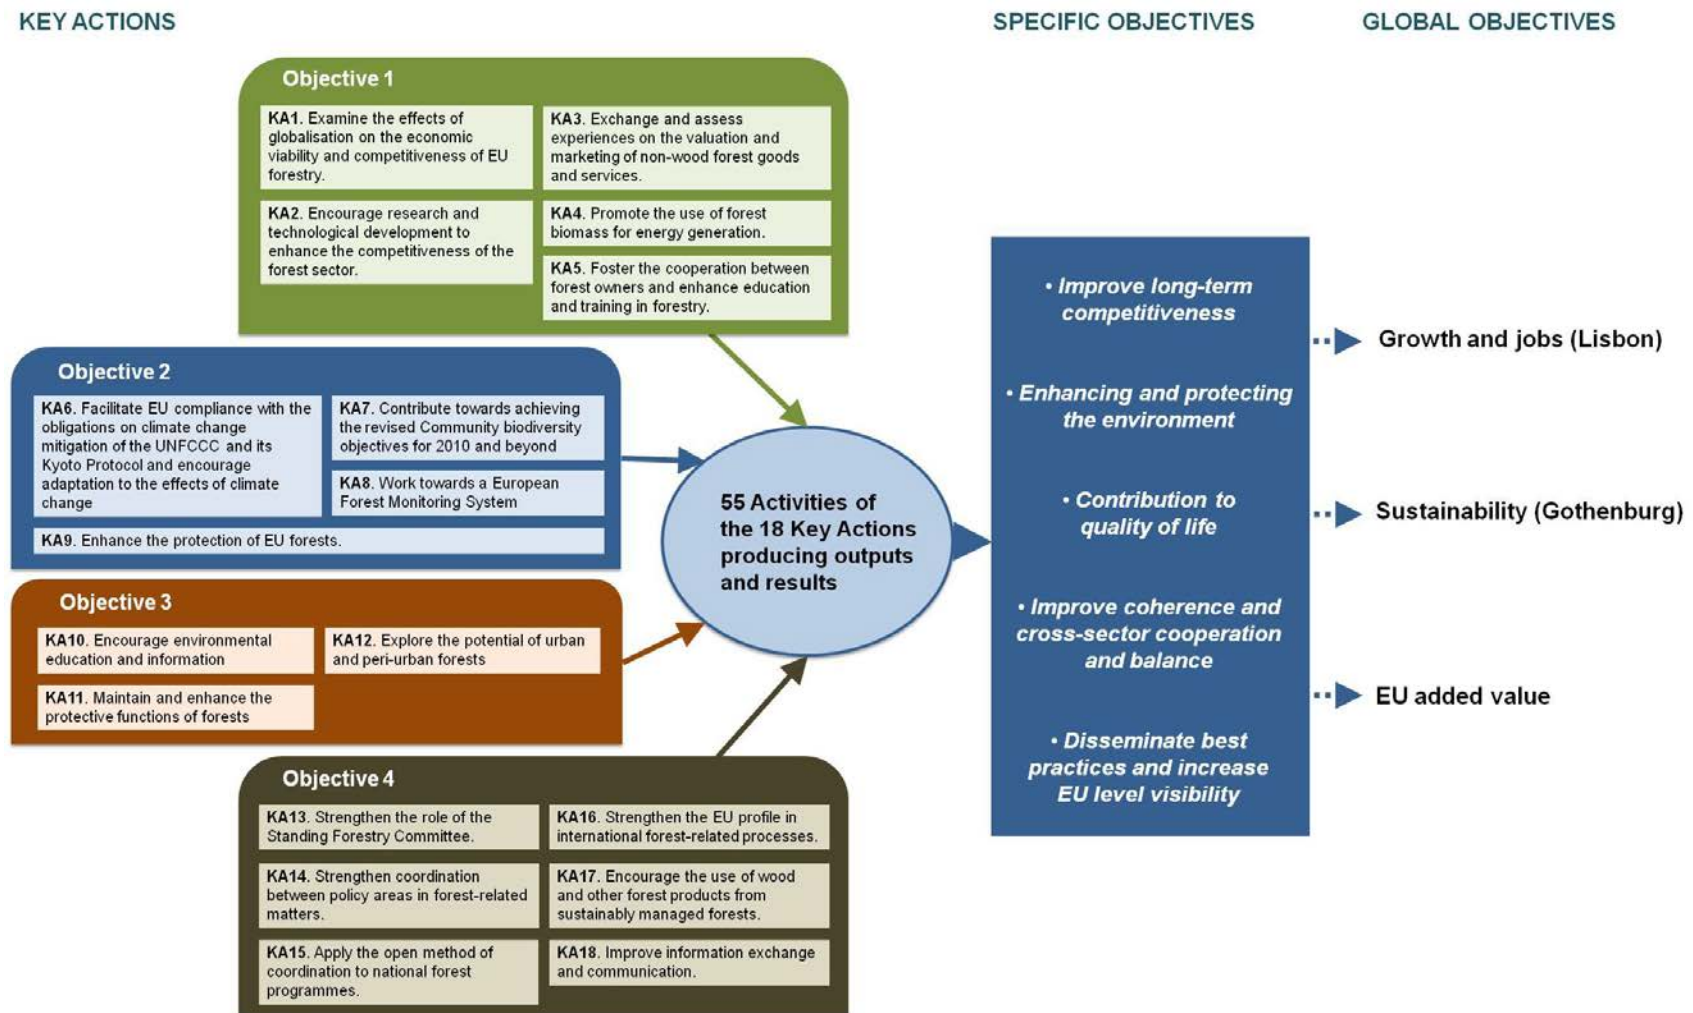 KEY ACTIONS
SPECIFIC OBJECTIVES
GLOBAL OBJECTIVES
Objective 1
KA1. Examine the effects of
globalisation on the economic
viability and competitiveness of EU
forestry.
KA2. Encourage research and
technological development to
enhance the competitiveness of the
forest sector.
KA3. Exchange and assess
experiences on the valuation and
marketing of non-wood forest goods
and services.
KA4. Promote the use of forest
biomass for energy generation.
KA5. Foster the cooperation between
forest owners and enhance education
and training in forestry.
Objective 2
KA6. Facilitate EU compliance with the
obligations on climate change
mitigation of the UNFCCC and its
Kyoto Protocol and encourage
adaptation to the effects of climate
change
KA7. Contribute towards achieving
the revised Community biodiversity
objectives for 2010 and beyond
KA8. Work towards a European
Forest Monitoring System
KA9. Enhance the protection of EU forests.
Objective 3
KA10. Encourage environmental
education and information
KA11. Maintain and enhance the
protective functions of forests
KA12. Explore the potential of urban
and peri-urban forests
Objective 4
KA13. Strengthen the role of the
Standing Forestry Committee.
KA14. Strengthen coordination
between policy areas in forest-related
matters.
KA15. Apply the open method of
coordination to national forest
programmes.
KA16. Strengthen the EU profile in
international forest-related processes.
KA17. Encourage the use of wood
and other forest products from
sustainably managed forests.
KA18. Improve information exchange
and communication.
55 Activities of
the 18 Key Actions
producing outputs
and results
• Improve long-term
competitiveness
• Enhancing and protecting
the environment
• Contribution to
quality of life
• Improve coherence and
cross-sector cooperation
and balance
• Disseminate best
practices and increase
EU level visibility
Growth and jobs (Lisbon)
Sustainability (Gothenburg)
EU added value